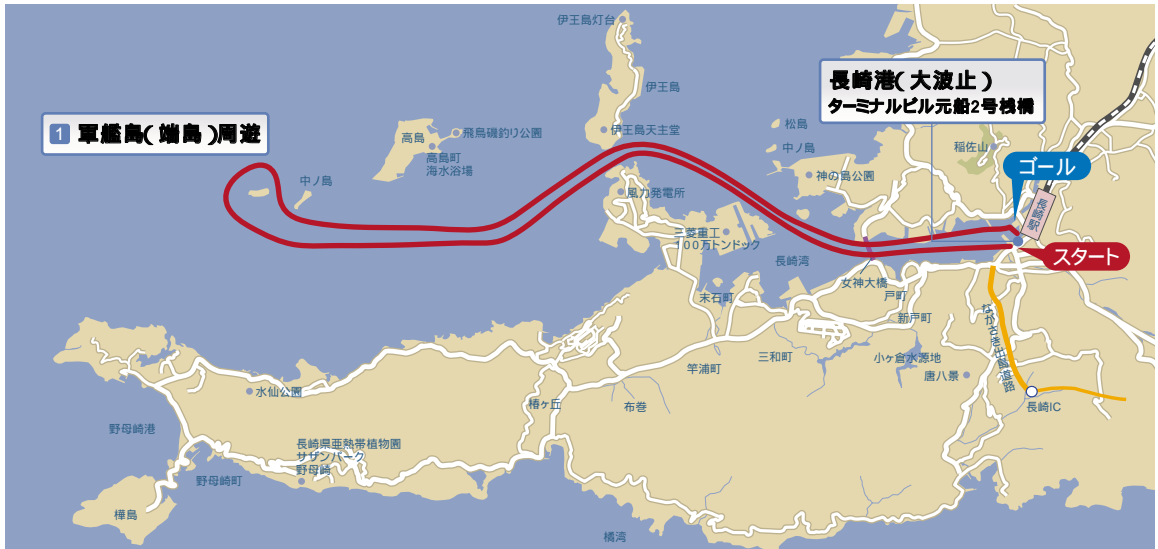 伊王島灯台
長崎港(大波止)
ターミナルビル元船2号桟橋
伊王島
1 軍艦島(端島)周遊
高島
飛島磯釣り公園
伊王島天主堂
松島
中ノ島
稲佐山
高島町
海水浴場
神の島公園
ゴール
中ノ島
風力発電所
長崎駅
三菱重工
100万トンドック
長崎湾
スタート
女神大橋
戸町
末石町
新戸町
三和町
小ヶ倉水源地
竿浦町
唐八景
水仙公園
椿ヶ丘
布巻
長崎IC
野母崎港
長崎県亜熱帯植物園
サザンパーク
野母崎
野母崎町
樺島
橘湾